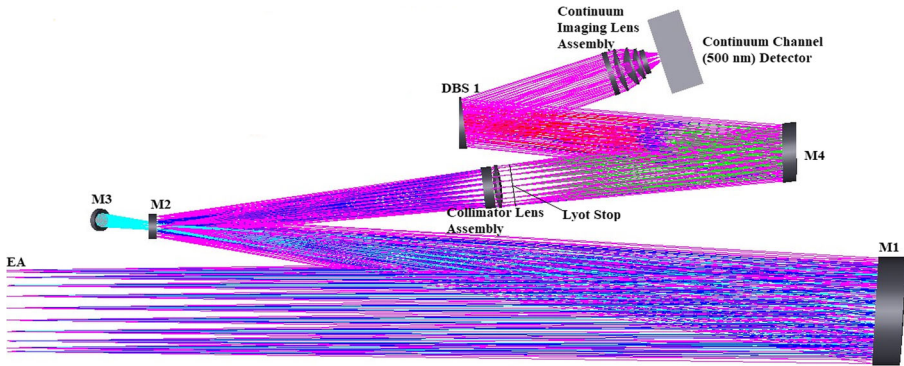 Continuum
Imaging Lens
Assembly
Continuum Channel
(500 nm) Detector
DBS 1
M4
M3
M2
Collimator Lens
Assembly
Lyot Stop
M1
EA